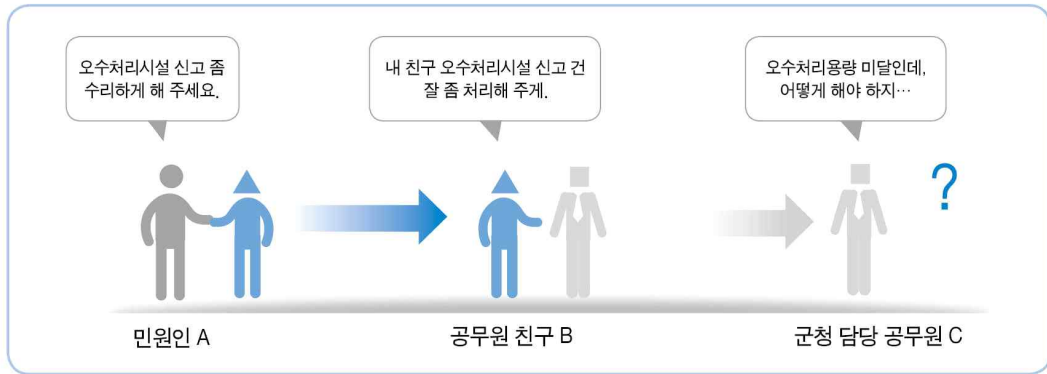 오수처리시설 신고 좀
수리하게 해 주세요.
내 친구 오수처리시설 신고 건
잘 좀 처리해 주게.
오수처리용량 미달인데,
어떻게 해야 하지…
?
민원인 A
공무원 친구 B
군청 담당 공무원 C